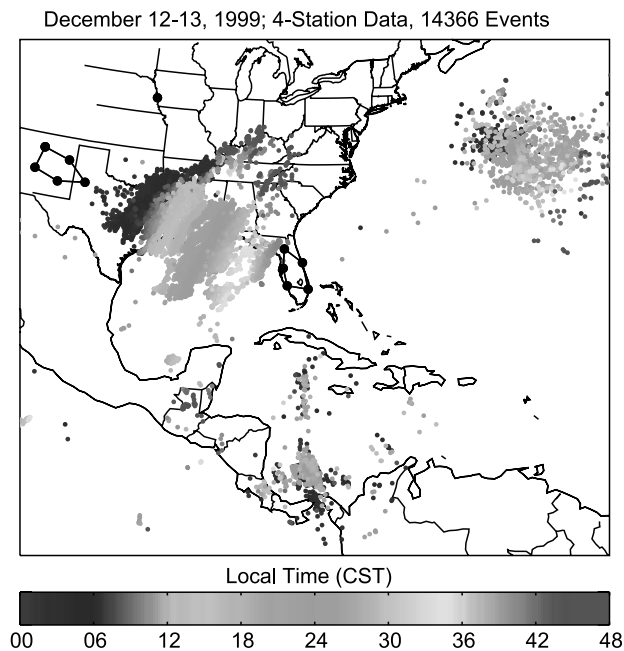 December 12-13, 1999; 4-Station Data, 14366 Events
Local Time (CST)
00 06 12 18 24 30 36 42 48